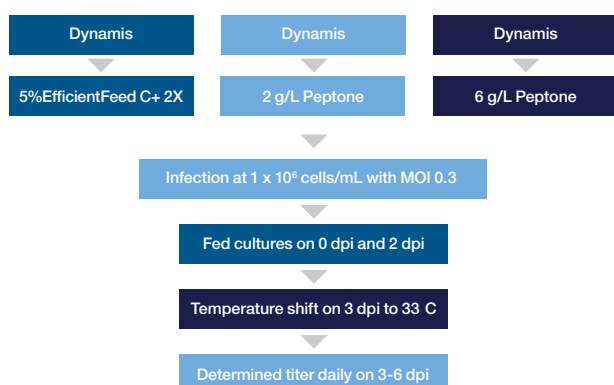 Dynamis
Dynamis
Dynamis
5%EfficientFeed C+ 2X
2 g/L Peptone
6 g/L Peptone
Infection at 1 x 10⁶ cells/mL with MOI 0.3
Fed cultures on 0 dpi and 2 dpi
Temperature shift on 3 dpi to 33 C
Determined titer daily on 3-6 dpi